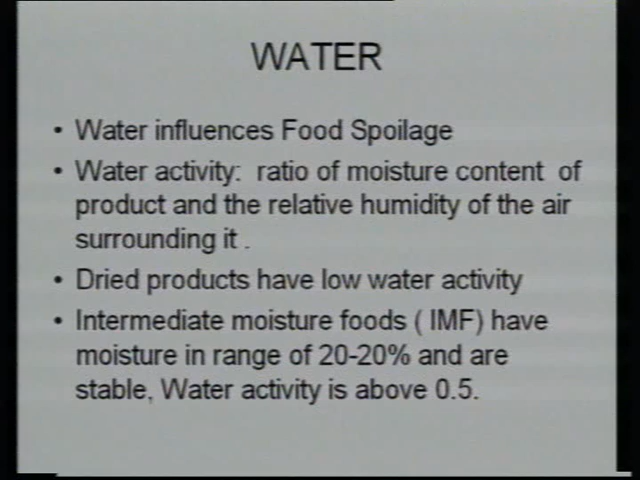 WATER
• Water influences Food Spoilage
• Water activity: ratio of moisture content of
product and the relative humidity of the air
surrounding it .
• Dried products have low water activity
• Intermediate moisture foods ( IMF) have
moisture in range of 20-20% and are
stable, Water activity is above 0.5.